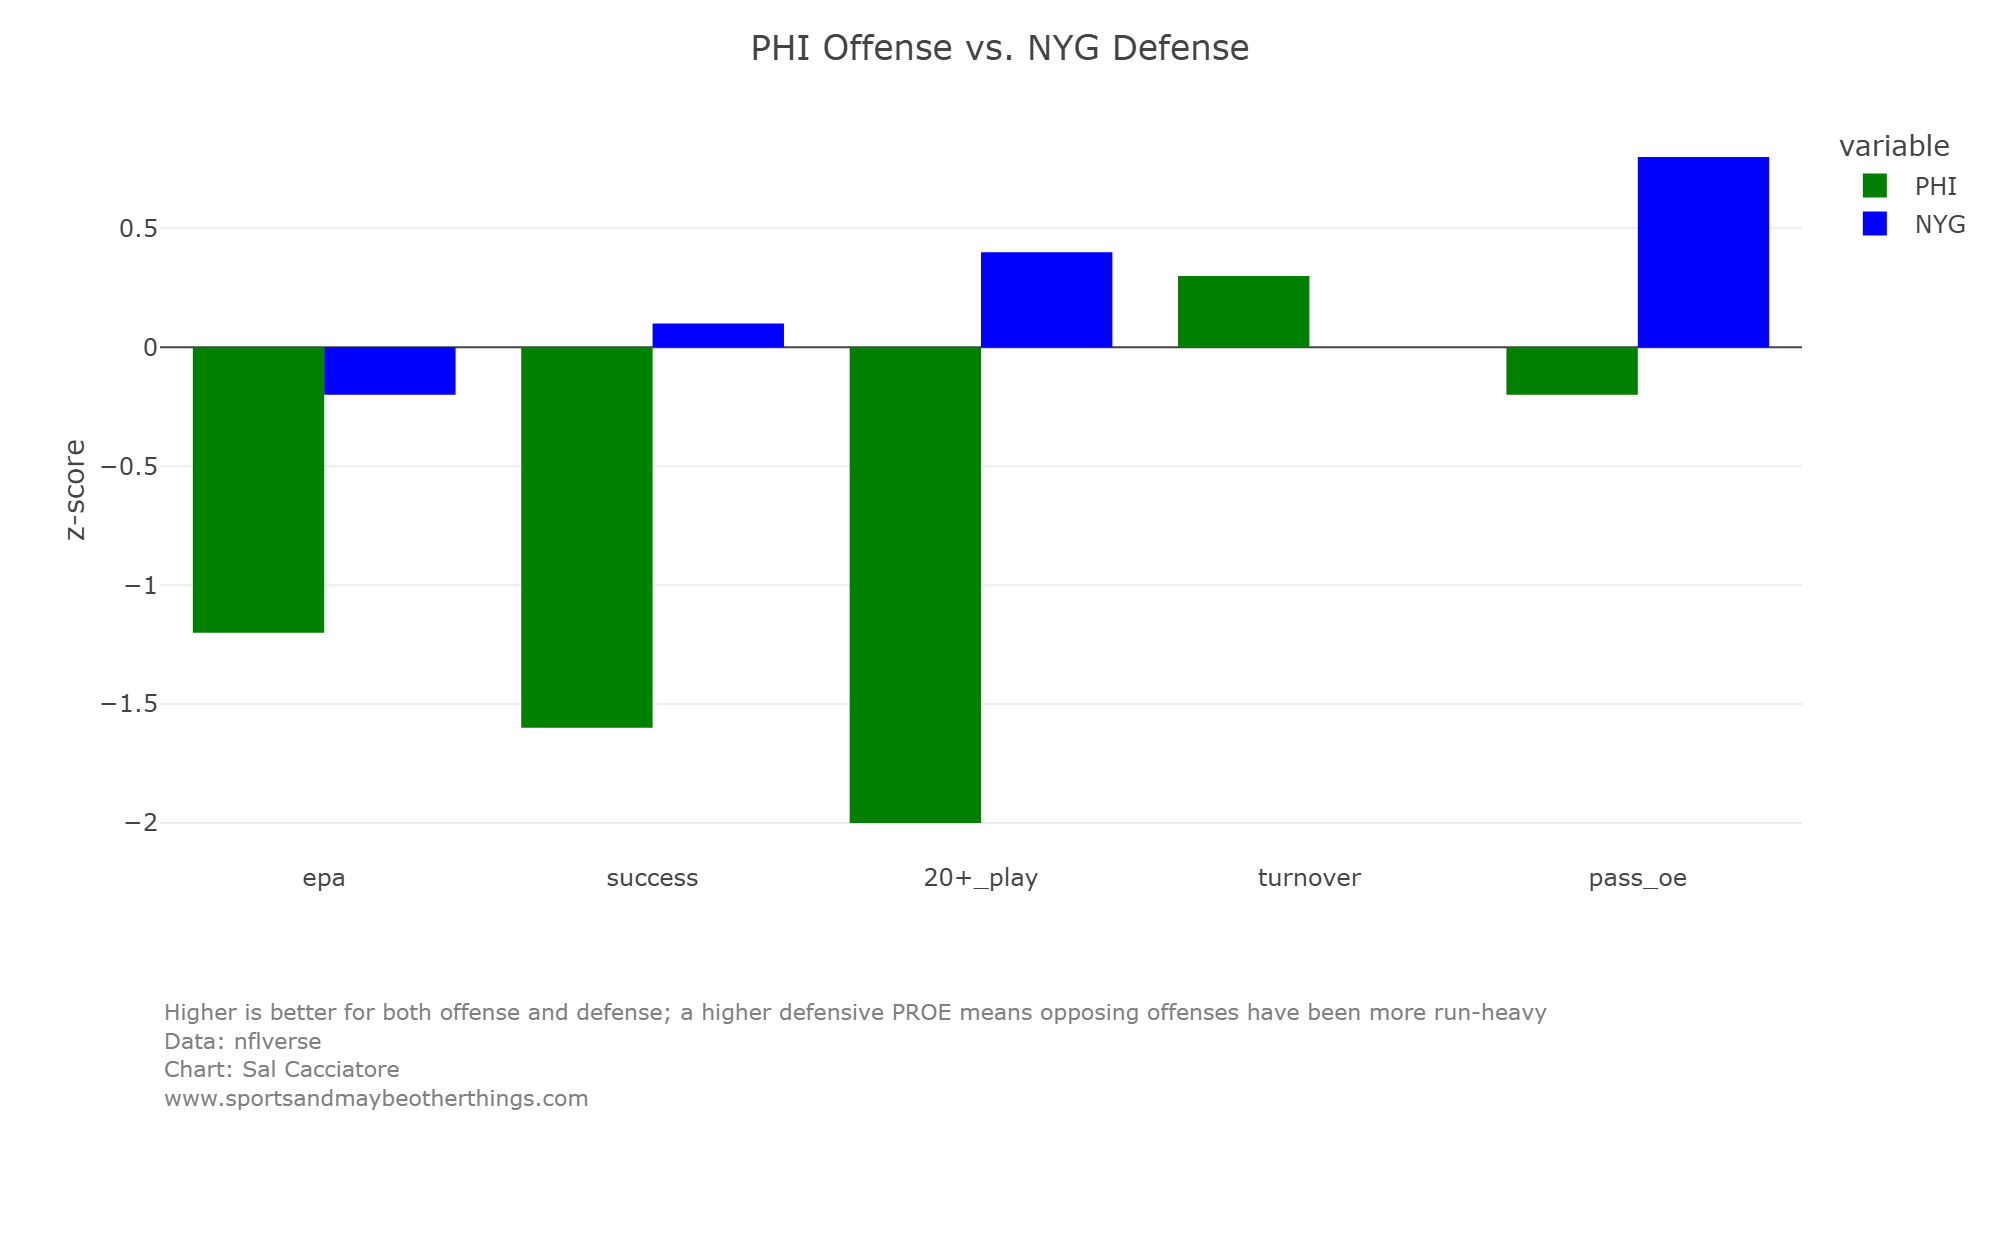 PHI Offense vs. NYG Defense
variable
PHI
NYG
0.5
0
−0.5
−1
−1.5
−2
z-score
epa
success
20+_play
turnover
pass_oe
Higher is better for both offense and defense; a higher defensive PROE means opposing offenses have been more run-heavy
Data: nflverse
Chart: Sal Cacciatore
www.sportsandmaybeotherthings.com